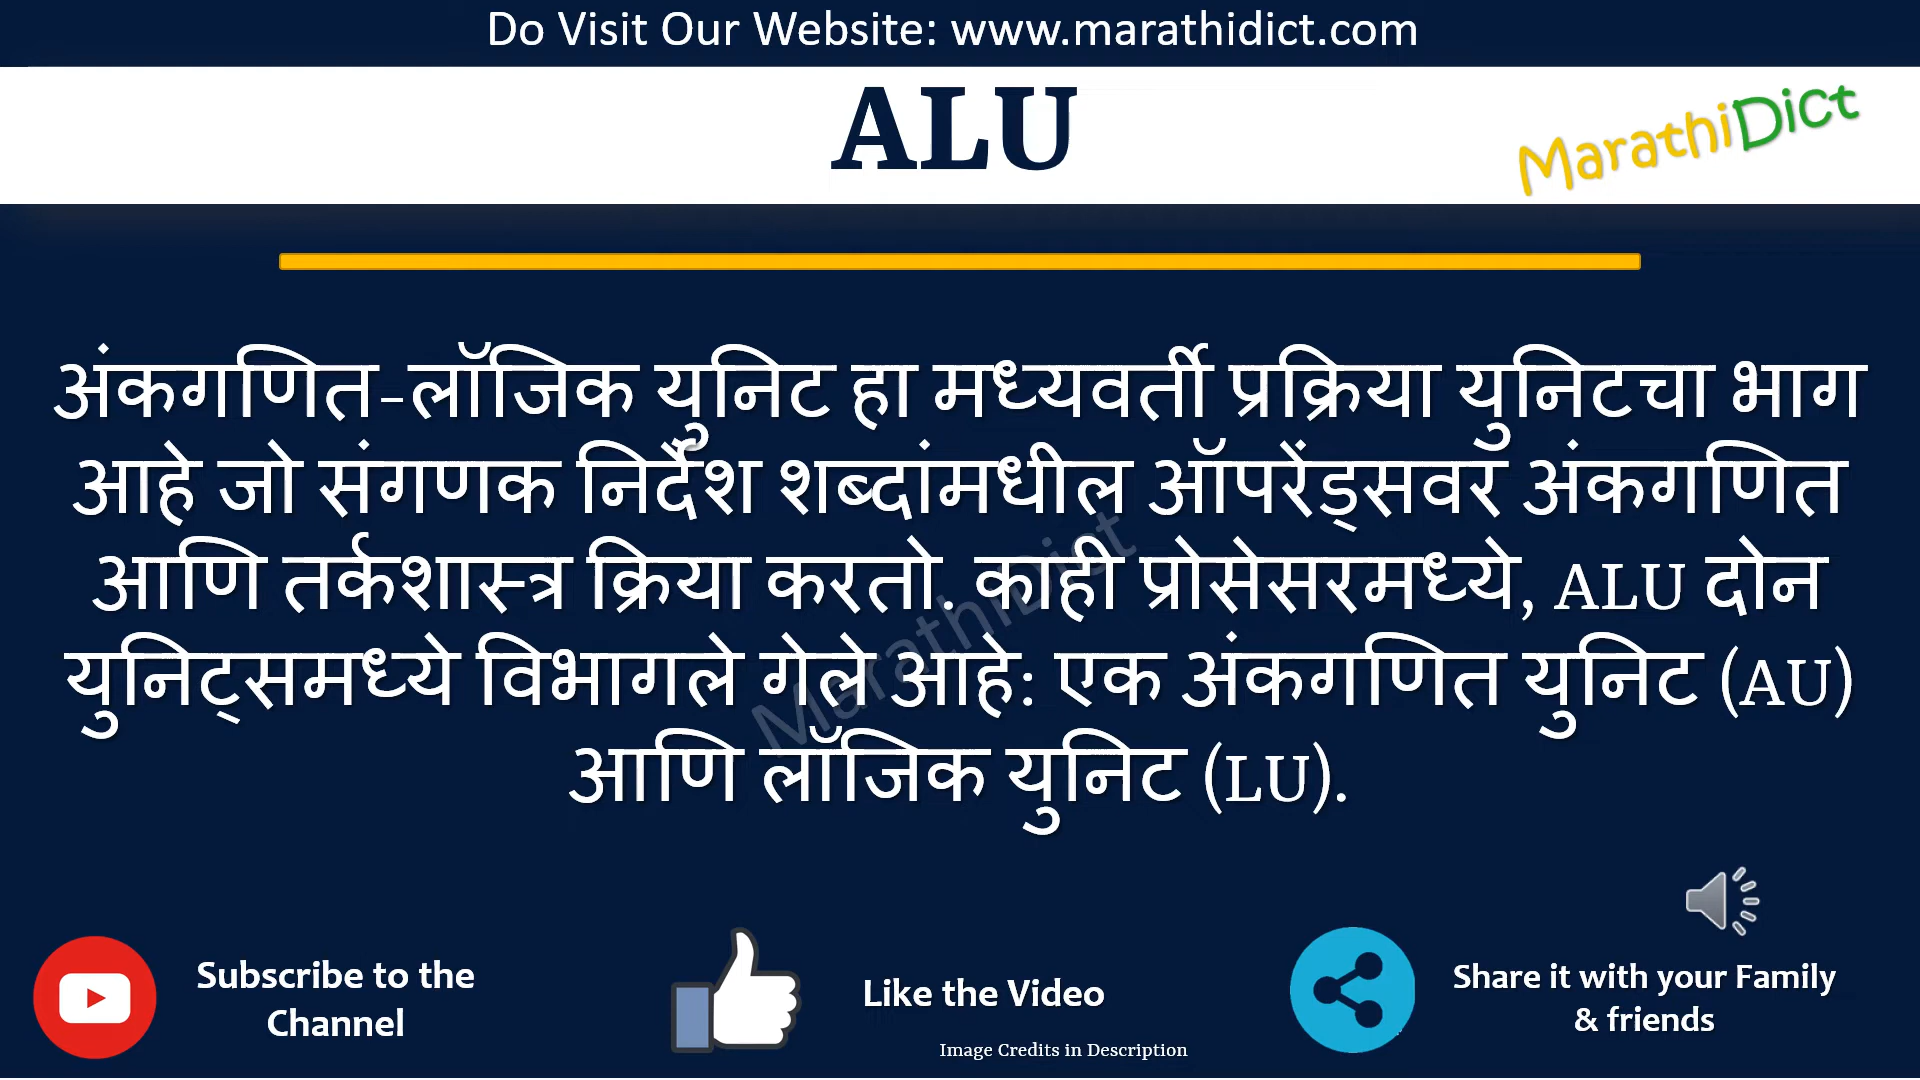 Do Visit Our Website: www.marathidict.com
ALU
MarathiDict
अंकगणित-लॉजिक युनिट हा मध्यवर्ती प्रक्रिया युनिटचा भाग
आहे जो संगणक निर्देश शब्दांमधील ऑपरेंड्सवर अंकगणित
आणि तर्कशास्त्र क्रिया करतो. काही प्रोसेसरमध्ये, ALU दोन
युनिट्समध्ये विभागले गेले आहे: एक अंकगणित युनिट (AU)
आणि लॉजिक युनिट (LU).
MarathiDict
Subscribe to the
Channel
Like the Video
Share it with your Family
& friends
Image Credits in Description